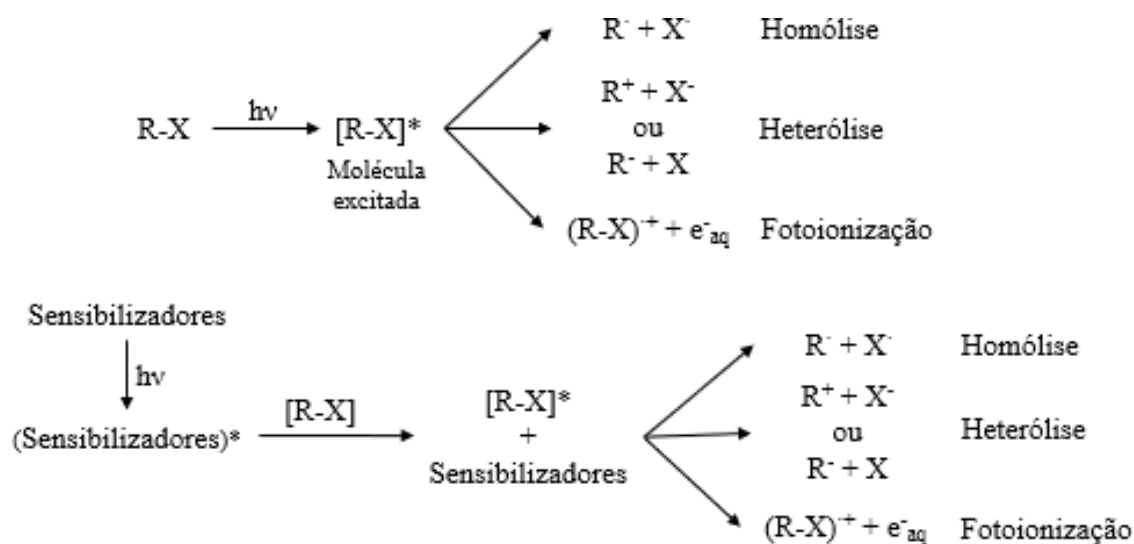 R· + X· Homólise
R⁺ + X⁻
R-X hν [R-X]* ou Heterólise
Molécula
excitada
R⁻ + X
(R-X)·⁺ + e⁻aq Fotoionização
Sensibilizadores
hν
(Sensibilizadores)* [R-X] [R-X]*
+
Sensibilizadores
R· + X· Homólise
R⁺ + X⁻
ou Heterólise
R⁻ + X
(R-X)·⁺ + e⁻aq Fotoionização